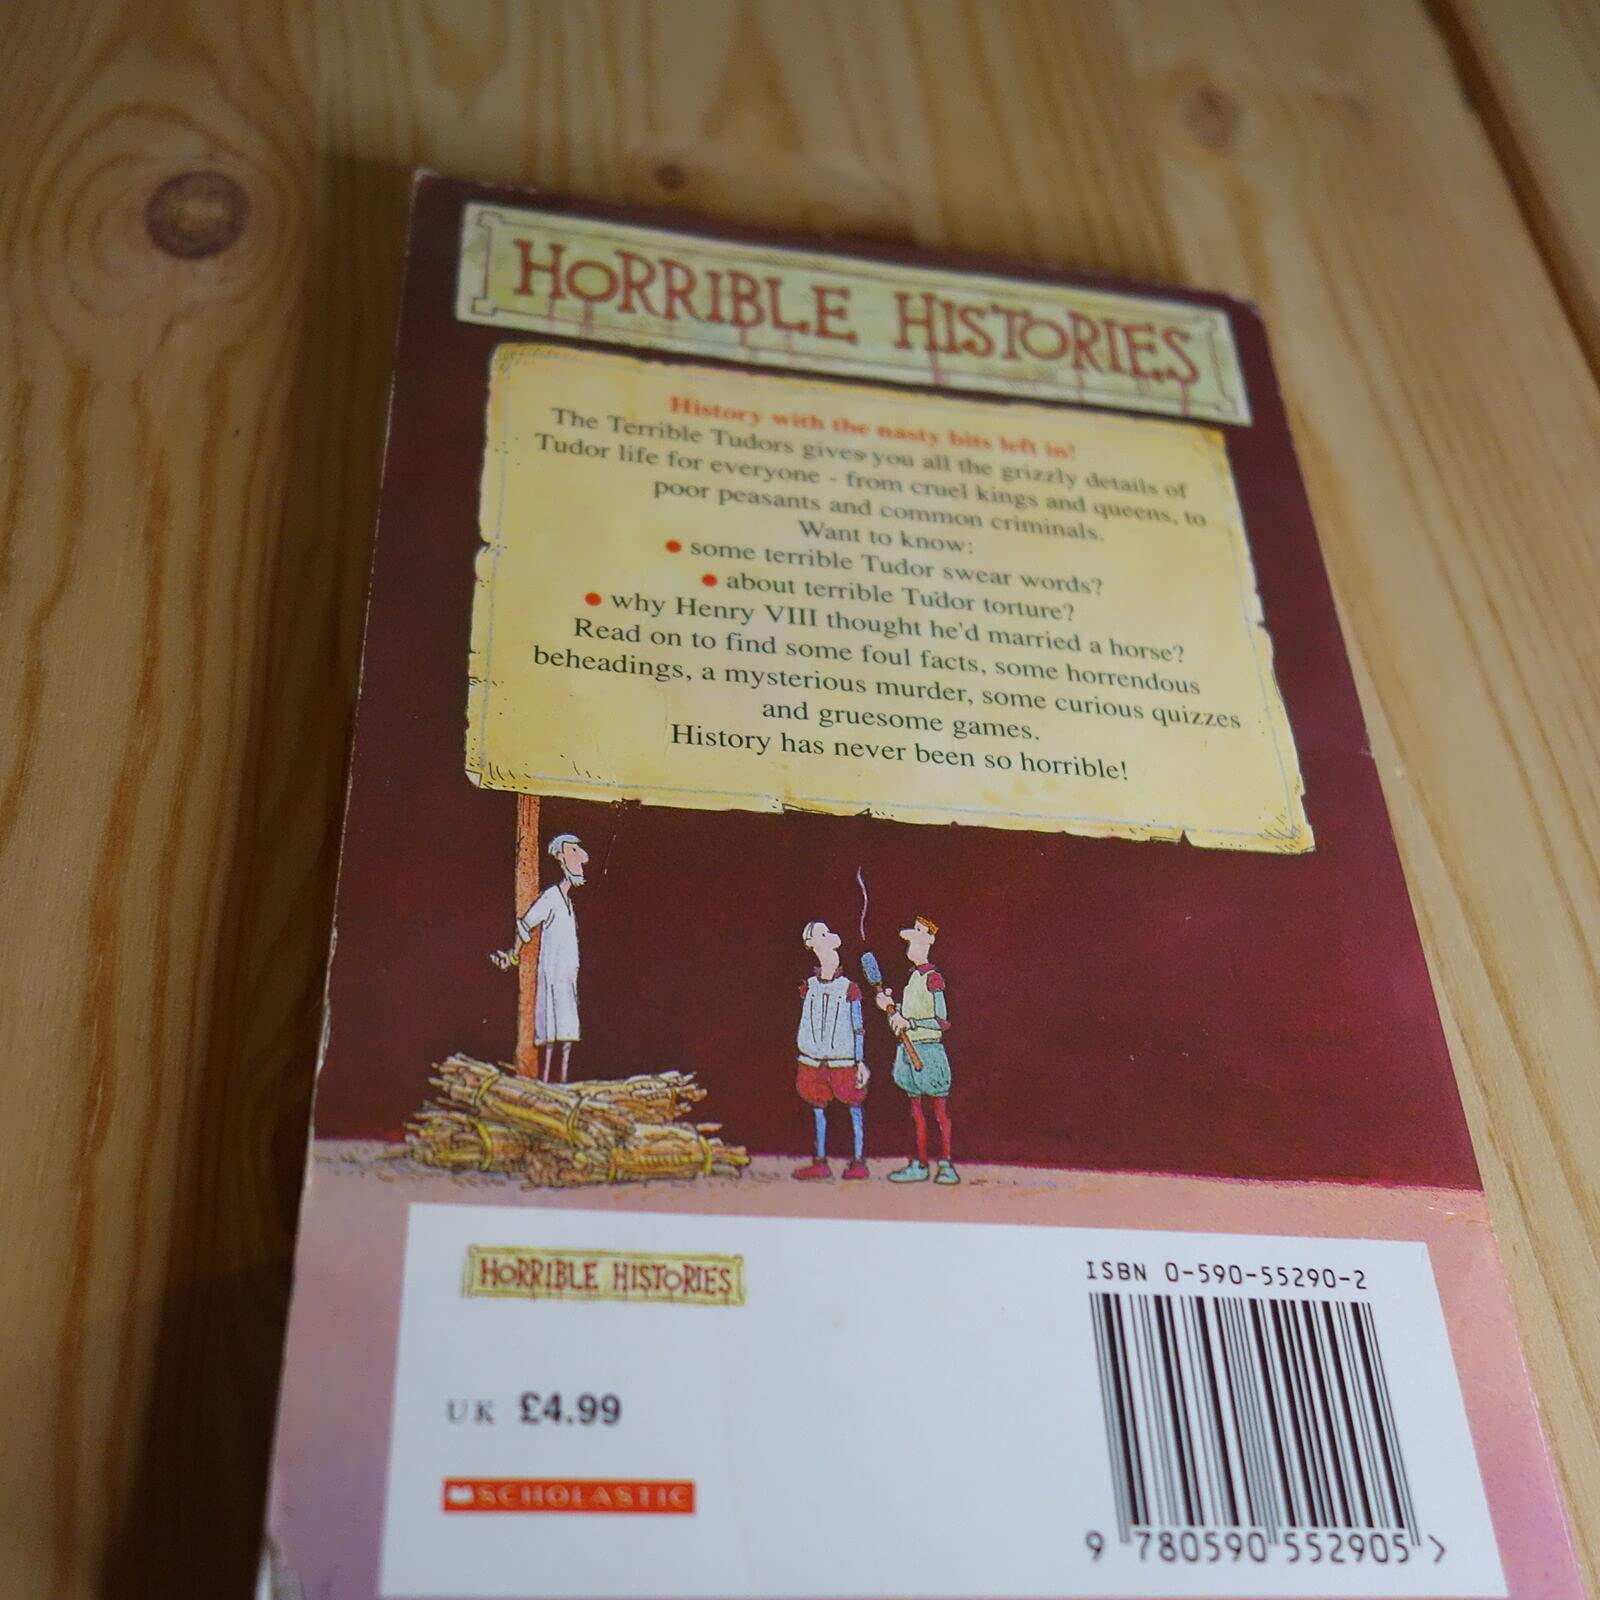 HORRIBLE HISTORIES
History with the nasty bits left in!
The Terrible Tudors gives you all the grizzly details of
Tudor life for everyone - from cruel kings and queens, to
poor peasants and common criminals.
Want to know:
● some terrible Tudor swear words?
● about terrible Tudor torture?
● why Henry VIII thought he'd married a horse?
Read on to find some foul facts, some horrendous
beheadings, a mysterious murder, some curious quizzes
and gruesome games.
History has never been so horrible!
HORRIBLE HISTORIES
UK £4.99
SCHOLASTIC
ISBN 0-590-55290-2
9 780590 552905 >